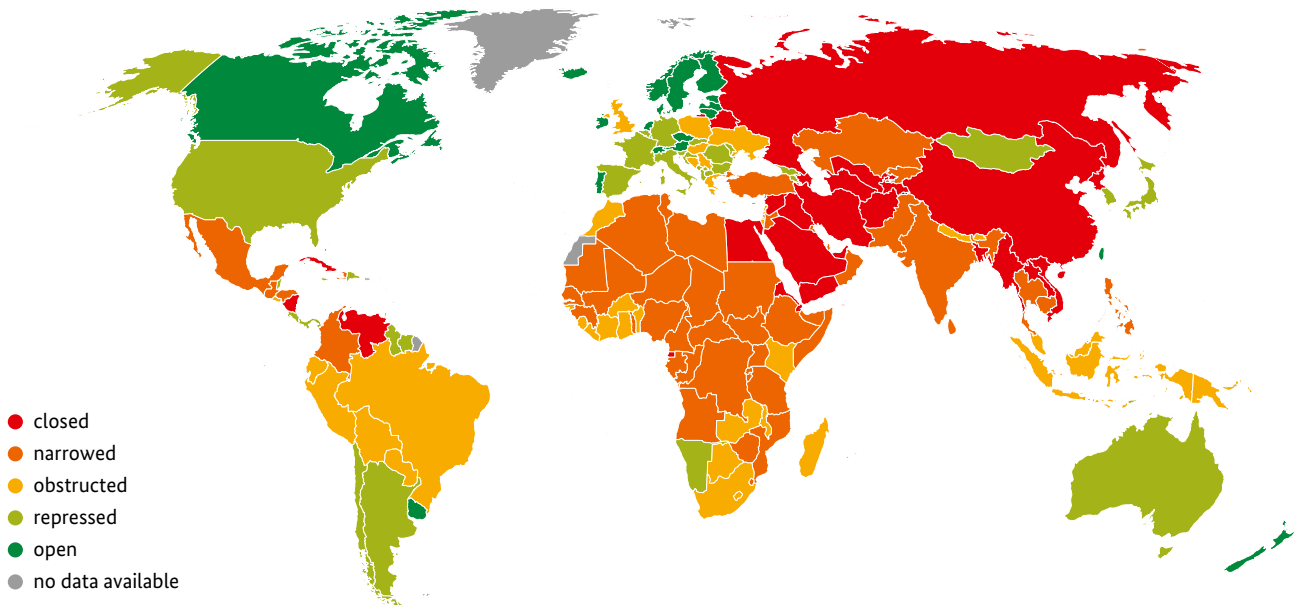 closed
narrowed
obstructed
repressed
open
no data available